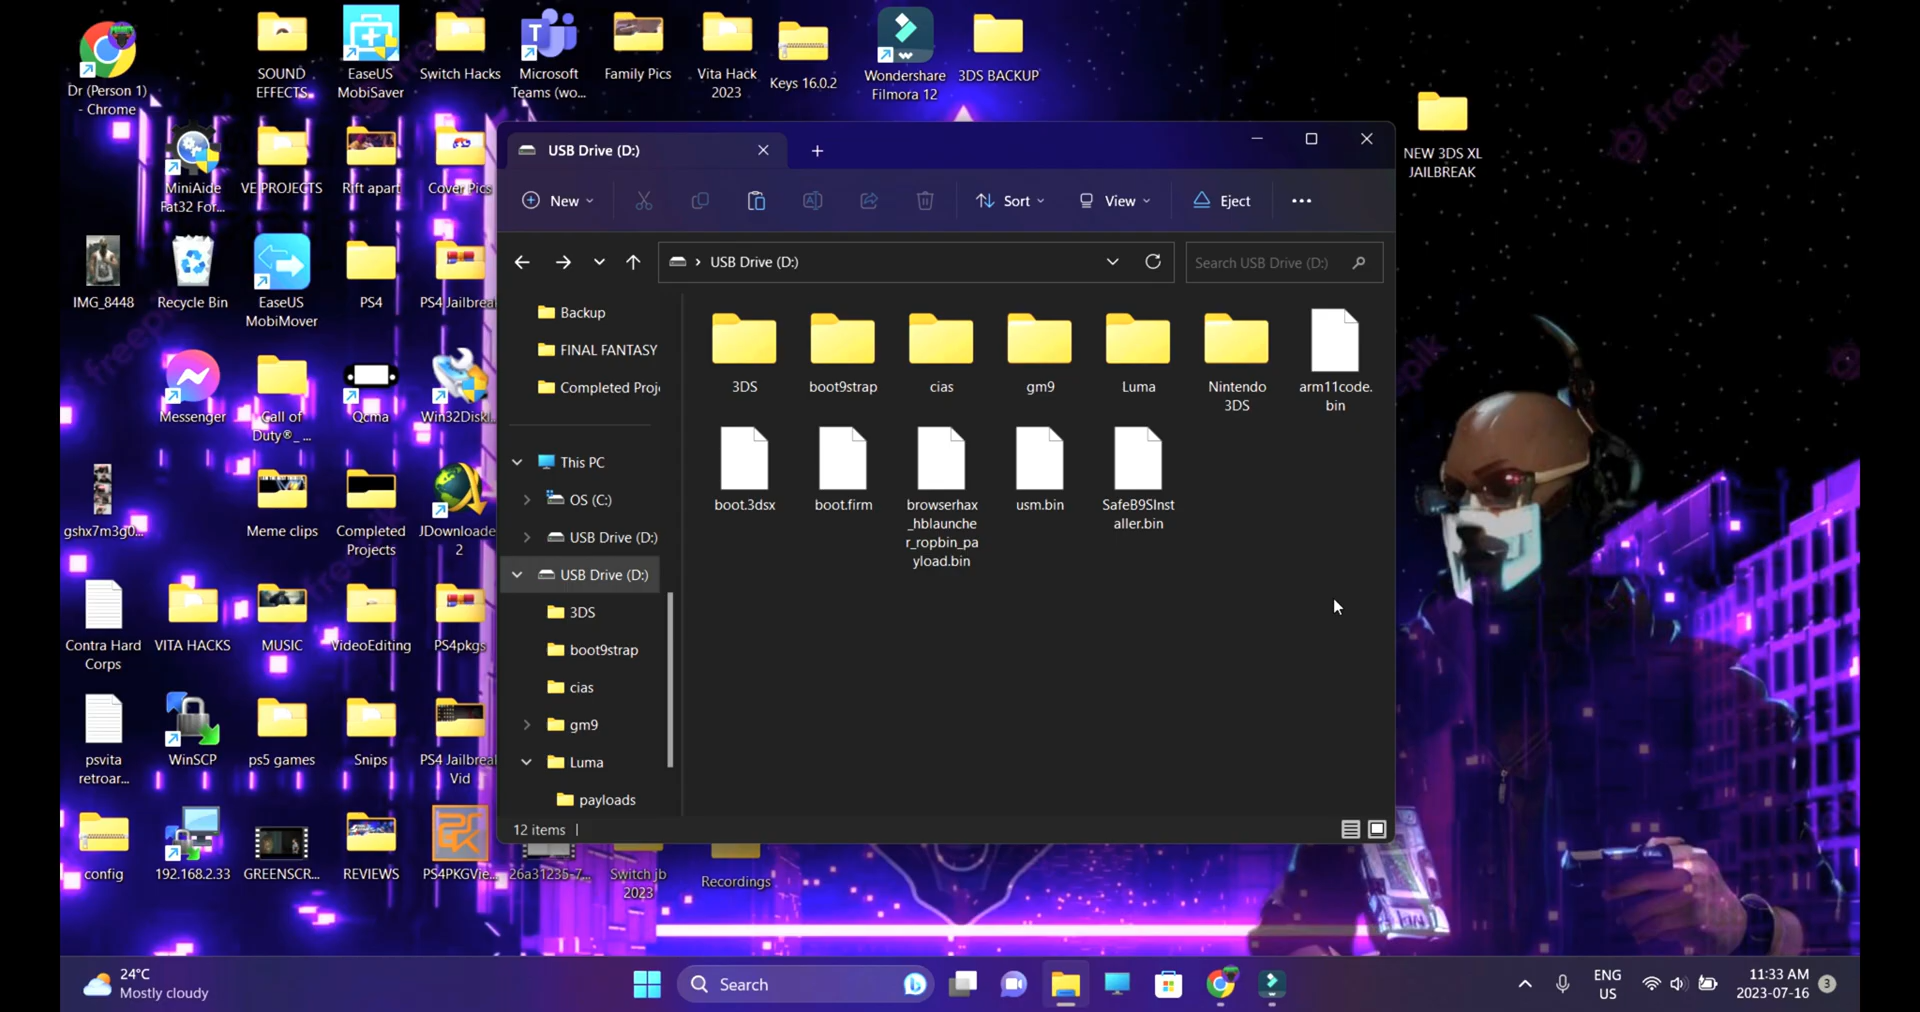 Dr (Person 1)
- Chrome
SOUND
EFFECTS
EaseUS
MobiSaver
Switch Hacks
Microsoft
Teams (wo...
Family Pics
Vita Hack
2023
Keys 16.0.2
Wondershare
Filmora 12
3DS BACKUP
NEW 3DS XL
JAILBREAK
MiniAide
Fat32 For...
VE PROJECTS
Rift apart
Cover Pics
IMG_8448
Recycle Bin
EaseUS
MobiMover
PS4
PS4 Jailbrea
Messenger
Call of
Duty®_ ...
Qcma
Win32Diskl..
gshx7m3g0...
Meme clips
Completed
Projects
JDownloade
2
Contra Hard
Corps
VITA HACKS
MUSIC
VideoEditing
PS4pkgs
psvita
retroar...
WinSCP
ps5 games
Snips
PS4 Jailbrea
Vid
config
192.168.2.33
GREENSCR...
REVIEWS
PS4PKGVie..
26a31235-7...
Switch jb
2023
Recordings
USB Drive (D:)
New
Sort
View
Eject
USB Drive (D:)
Search USB Drive (D:)
Backup
FINAL FANTASY
Completed Proj
This PC
OS (C:)
USB Drive (D:)
USB Drive (D:)
3DS
boot9strap
cias
gm9
Luma
payloads
3DS
boot9strap
cias
gm9
Luma
Nintendo
3DS
arm11code.
bin
boot.3dsx
boot.firm
browserhax
_hblaunche
r_ropbin_pa
yload.bin
usm.bin
SafeB9SInst
aller.bin
12 items
freepik
freepik
24°C
Mostly cloudy
Search
ENG
US
11:33 AM
2023-07-16
3